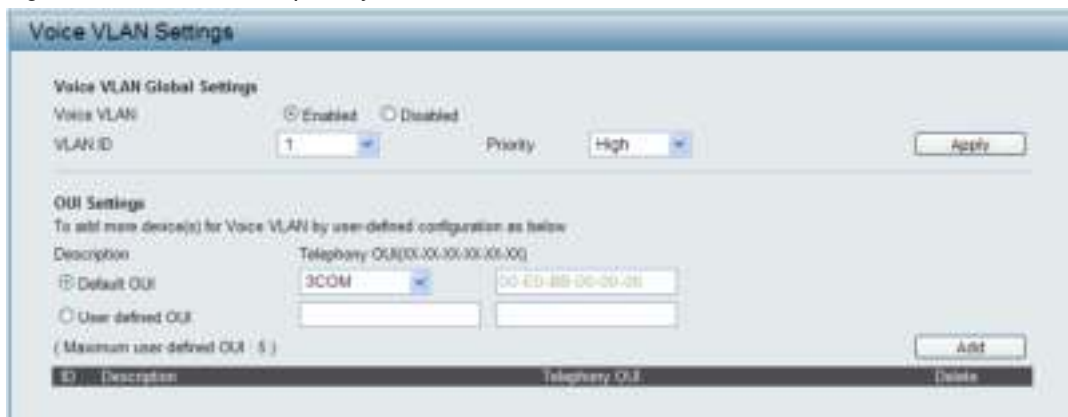 Voice VLAN Settings
Voice VLAN Global Settings
Voice VLAN Enabled Disabled
VLAN ID 1 Priority High Apply
OUI Settings
To add more device(s) for Voice VLAN by user-defined configuration as below
Description Telephony OUI(XX-XX-XX-XX-XX-XX)
Default OUI 3COM 00-E0-BB-00-00-00
User defined OUI
( Maximum user defined OUI : 5 ) Add
ID Description Telephony OUI Delete